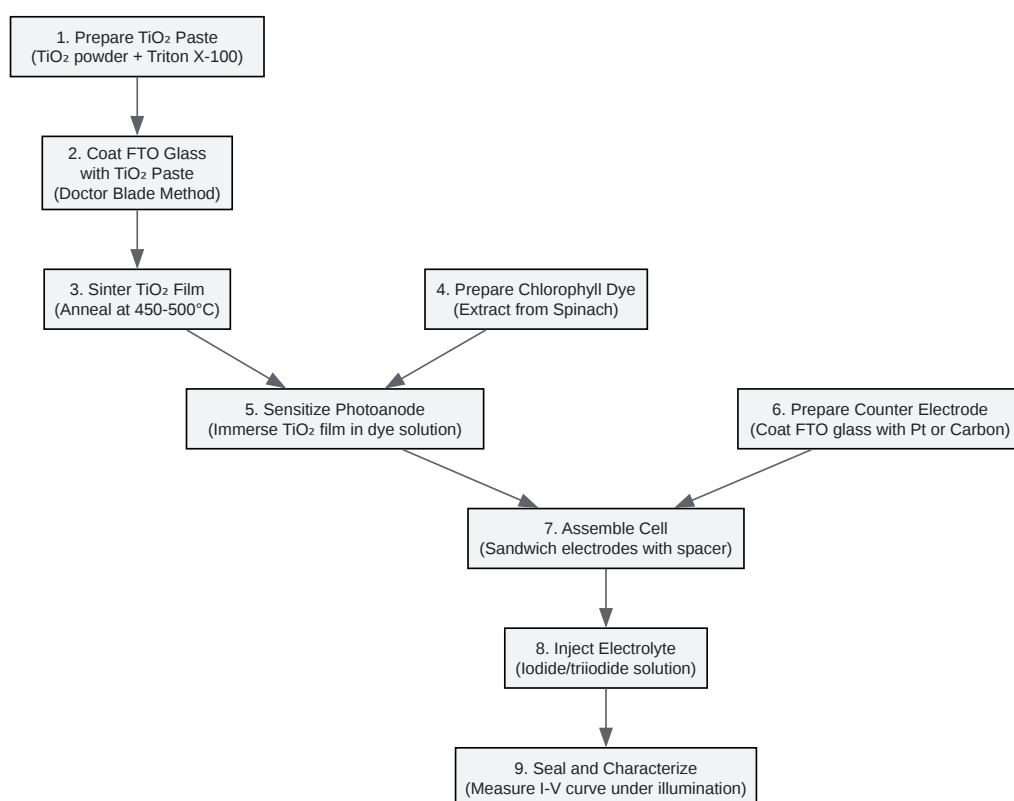 1. Prepare TiO₂ Paste
(TiO₂ powder + Triton X-100)
2. Coat FTO Glass
with TiO₂ Paste
(Doctor Blade Method)
3. Sinter TiO₂ Film
(Anneal at 450-500°C)
4. Prepare Chlorophyll Dye
(Extract from Spinach)
5. Sensitize Photoanode
(Immerse TiO₂ film in dye solution)
6. Prepare Counter Electrode
(Coat FTO glass with Pt or Carbon)
7. Assemble Cell
(Sandwich electrodes with spacer)
8. Inject Electrolyte
(Iodide/triiodide solution)
9. Seal and Characterize
(Measure I-V curve under illumination)